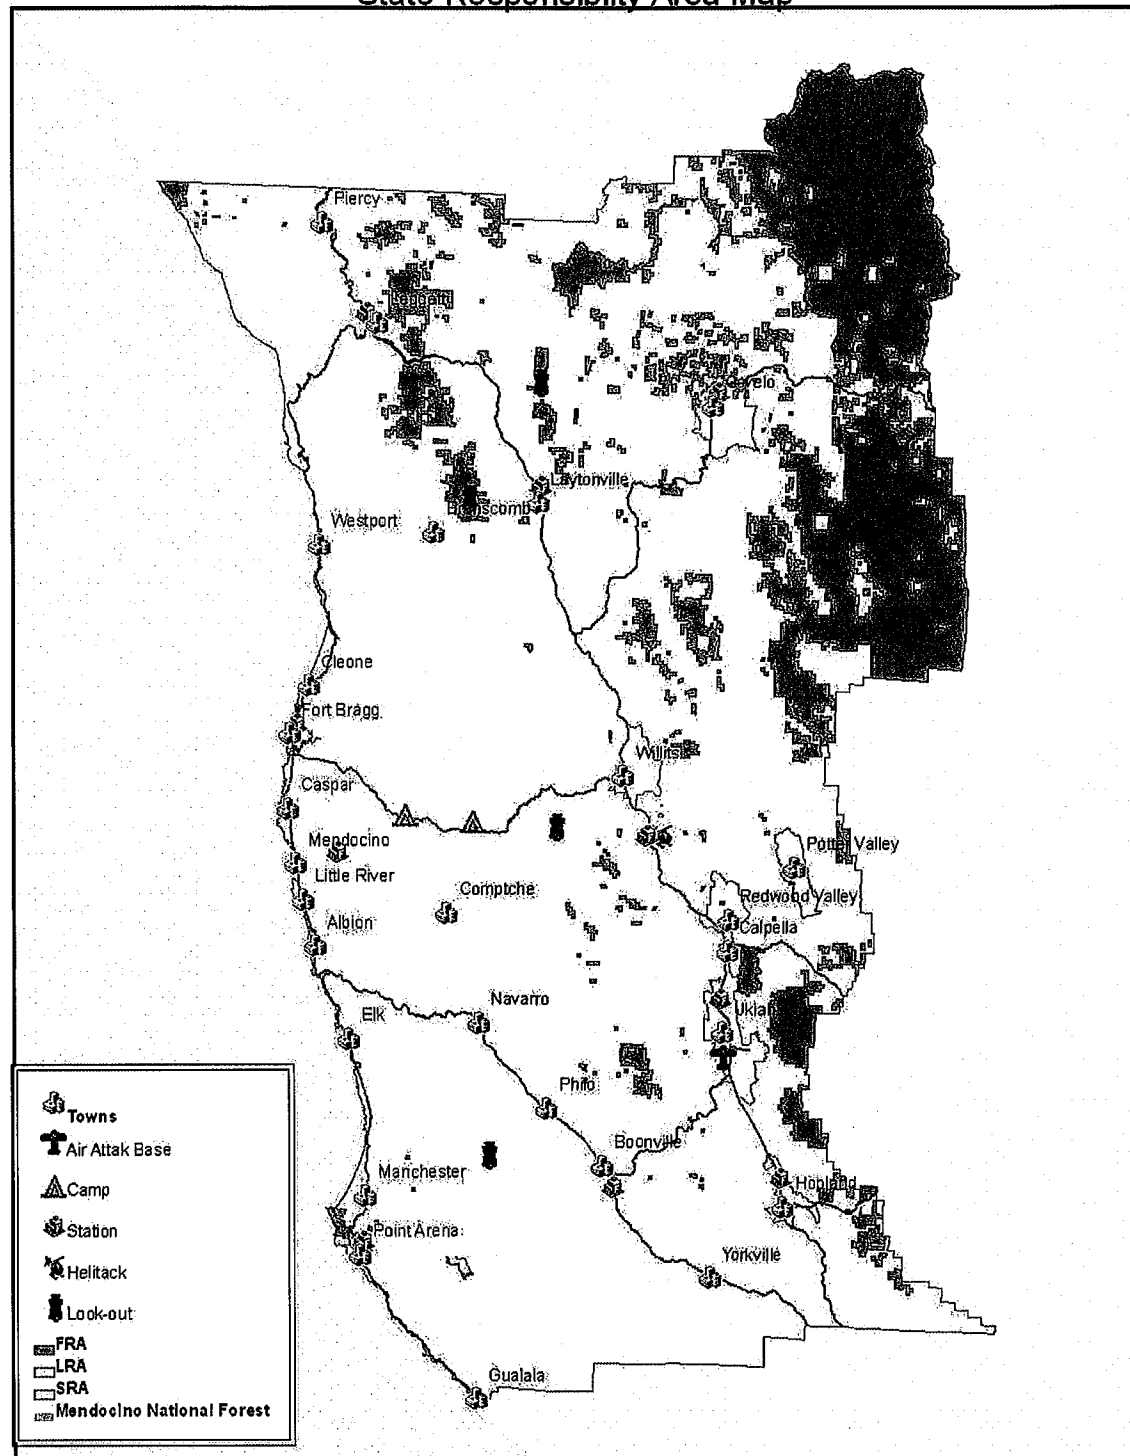 State Responsibility Area Map
Piercy
Leggett
Covelo
Laytonville
Branscomb
Westport
Cleone
Fort Bragg
Willits
Caspar
Mendocino
Potter Valley
Little River
Comptche
Redwood Valley
Albion
Calpella
Navarro
Ukiah
Elk
Philo
Boonville
Manchester
Hopland
Point Arena
Yorkville
Gualala
Towns
Air Attak Base
Camp
Station
Helitack
Look-out
FRA
LRA
SRA
Mendocino National Forest